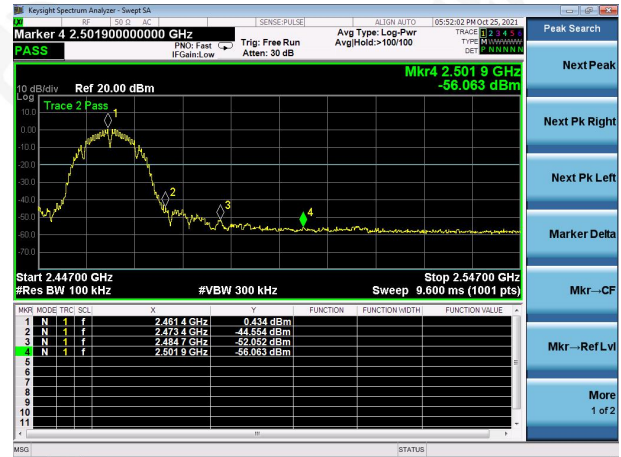 Keysight Spectrum Analyzer - Swept SA
LXI RF 50 Ω AC SENSE:PULSE ALIGN AUTO 05:52:02 PM Oct 25, 2021
Marker 4 2.501900000000 GHz
PASS
PNO: Fast
IFGain:Low
Trig: Free Run
Atten: 30 dB
Avg Type: Log-Pwr
Avg|Hold:>100/100
TRACE 1 2 3 4 5 6
TYPE M WWWWW
DET P N N N N N
Mkr4 2.501 9 GHz
-56.063 dBm
10 dB/div Ref 20.00 dBm
Log
Trace 2 Pass
10.0
0.00
-10.0
-20.0
-30.0
-40.0
-50.0
-60.0
-70.0
1
2
3
4
Start 2.44700 GHz Stop 2.54700 GHz
#Res BW 100 kHz #VBW 300 kHz Sweep 9.600 ms (1001 pts)
MKR MODE TRC SCL X Y FUNCTION FUNCTION WIDTH FUNCTION VALUE
1 N 1 f 2.461 4 GHz 0.434 dBm
2 N 1 f 2.473 4 GHz -44.554 dBm
3 N 1 f 2.484 7 GHz -52.052 dBm
4 N 1 f 2.501 9 GHz -56.063 dBm
5
6
7
8
9
10
11
MSG STATUS
Peak Search
Next Peak
Next Pk Right
Next Pk Left
Marker Delta
Mkr→CF
Mkr→Ref Lvl
More
1 of 2